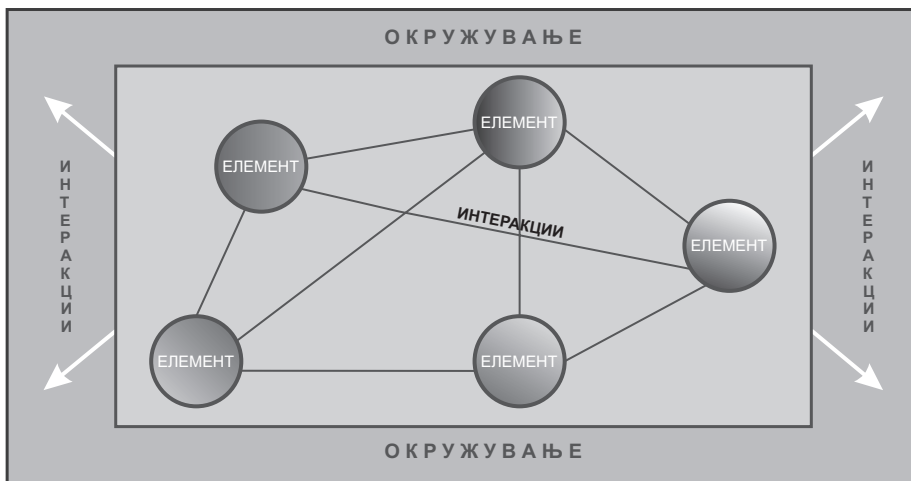 ОКРУЖУВАЊЕ
ЕЛЕМЕНТ
ЕЛЕМЕНТ
ИНТЕРАКЦИИ
ИНТЕРАКЦИИ
ИНТЕРАКЦИИ
ЕЛЕМЕНТ
ЕЛЕМЕНТ
ЕЛЕМЕНТ
ОКРУЖУВАЊЕ